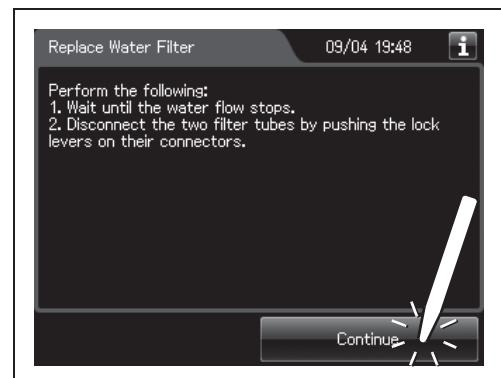 Replace Water Filter 09/04 19:48 i
Perform the following:
1. Wait until the water flow stops.
2. Disconnect the two filter tubes by pushing the lock
levers on their connectors.
Continue